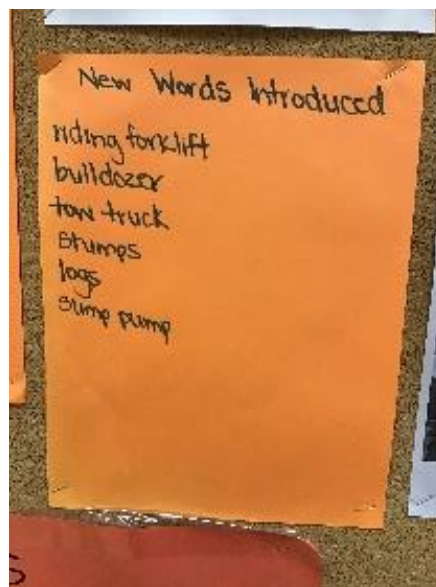 New Words Introduced
riding forklift
bulldozer
tow truck
stumps
logs
sump pump
S